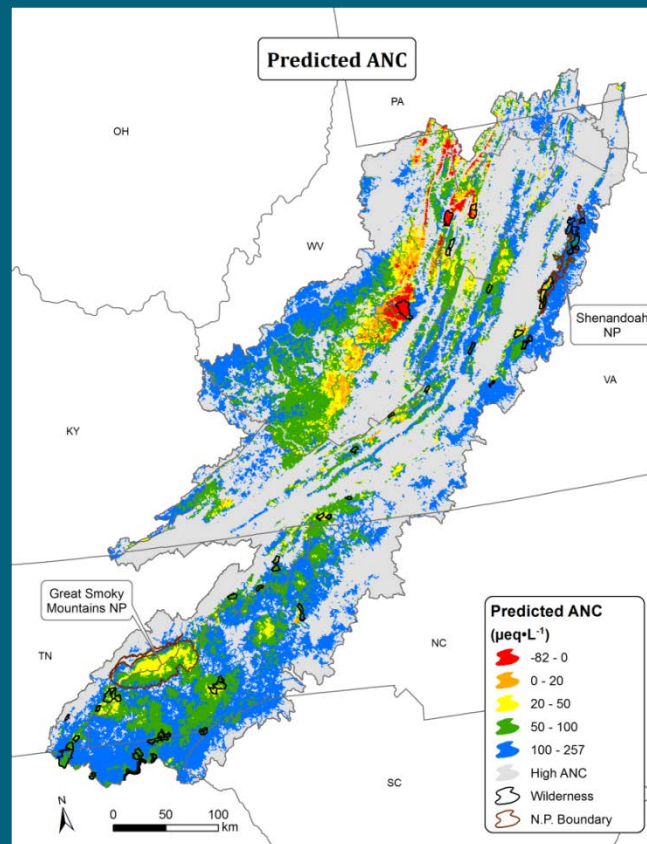 Predicted ANC
PA
OH
WV
Shenandoah
NP
VA
KY
Great Smoky
Mountains NP
TN
NC
SC
N
0 50 100
km
Predicted ANC
(µeq•L⁻¹)
-82 - 0
0 - 20
20 - 50
50 - 100
100 - 257
High ANC
Wilderness
N.P. Boundary